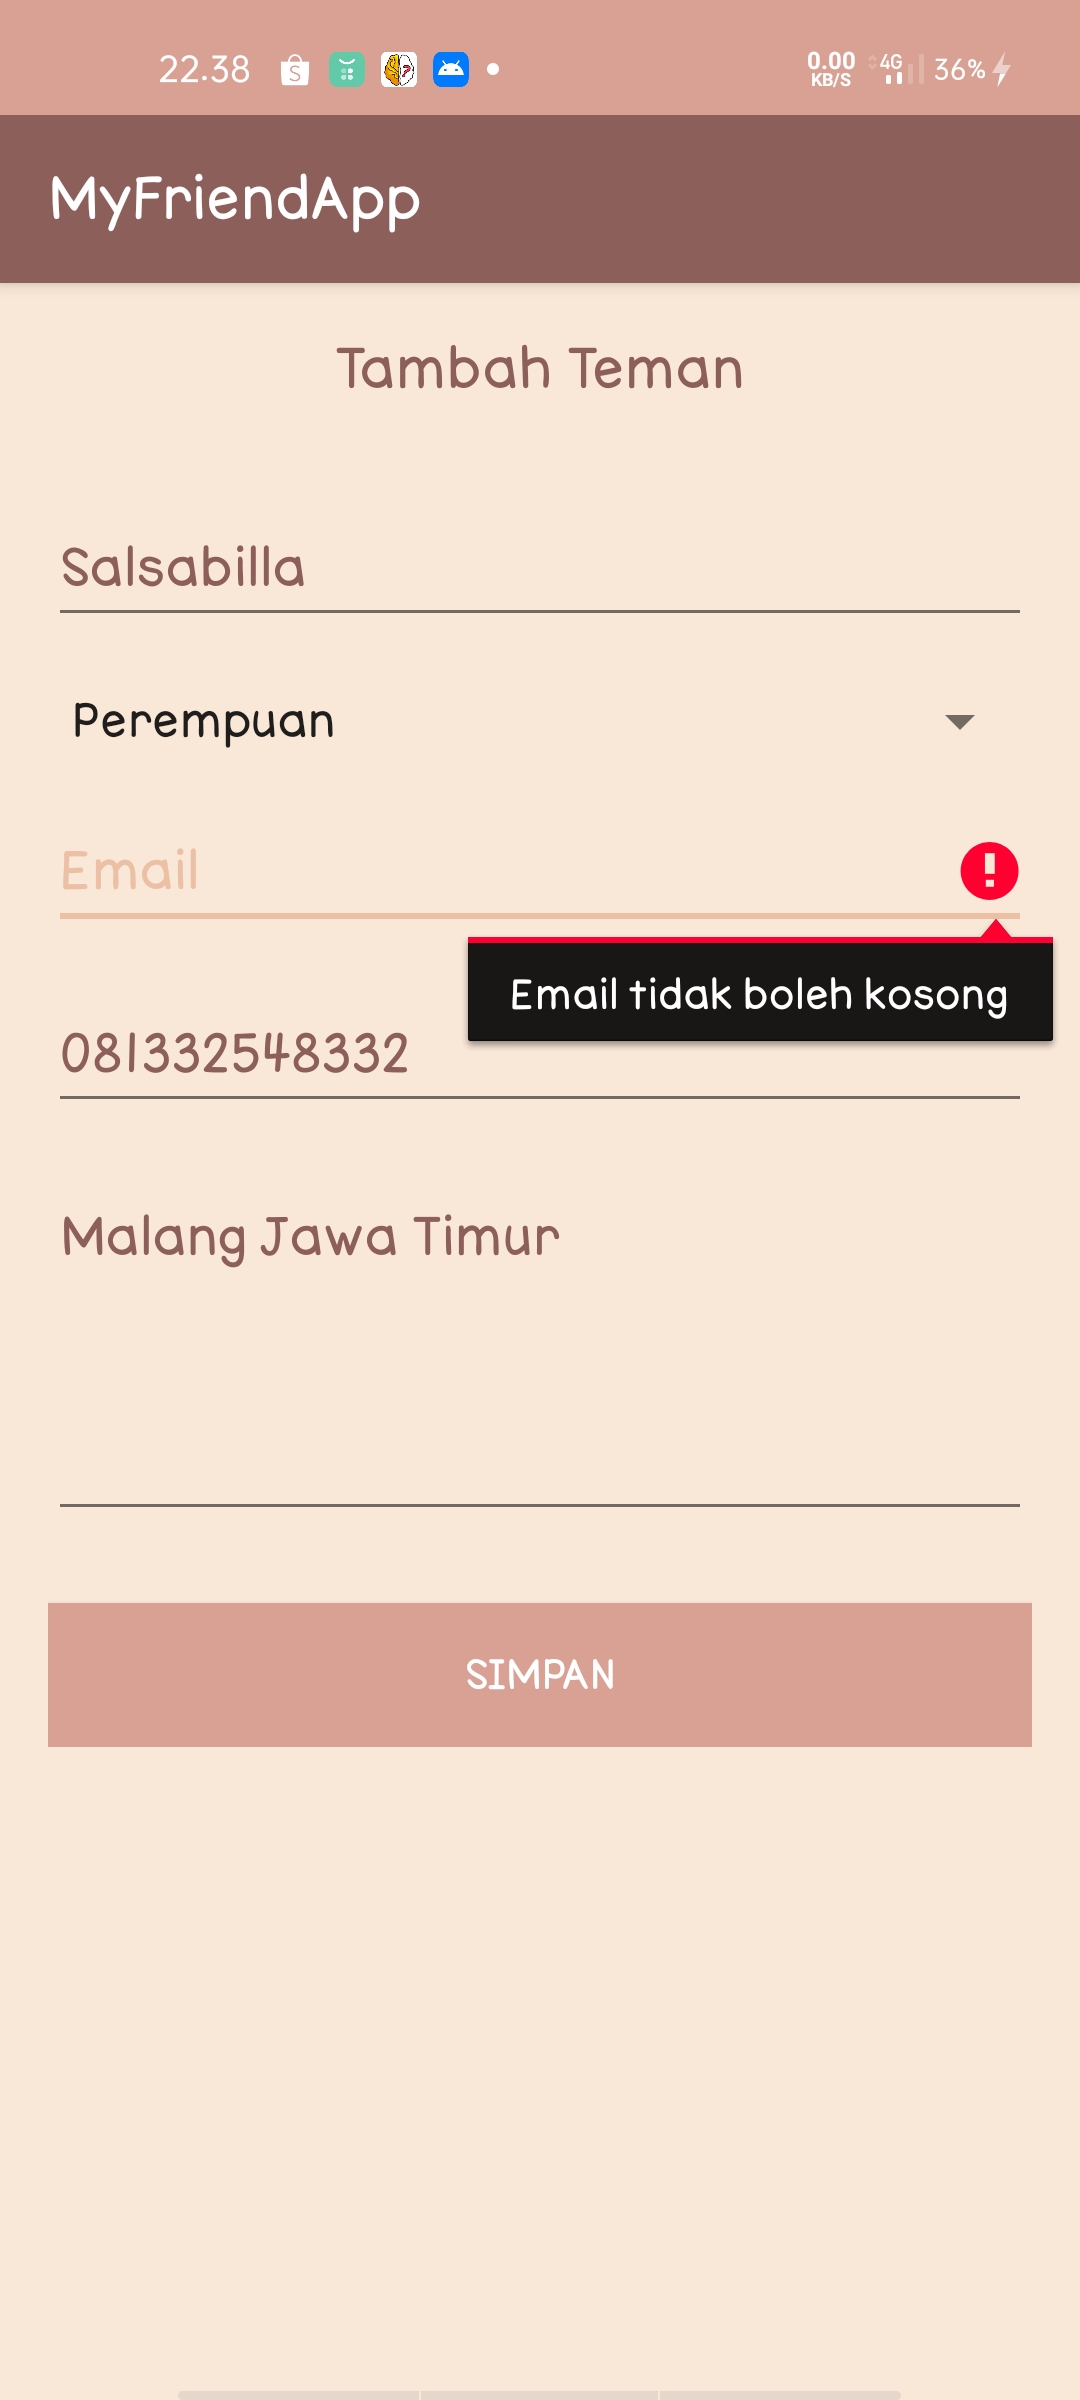 22.38 0.00 KB/S 4G 36%
MyFriendApp
Tambah Teman
Salsabilla
Perempuan
Email
Email tidak boleh kosong
081332548332
Malang Jawa Timur
SIMPAN